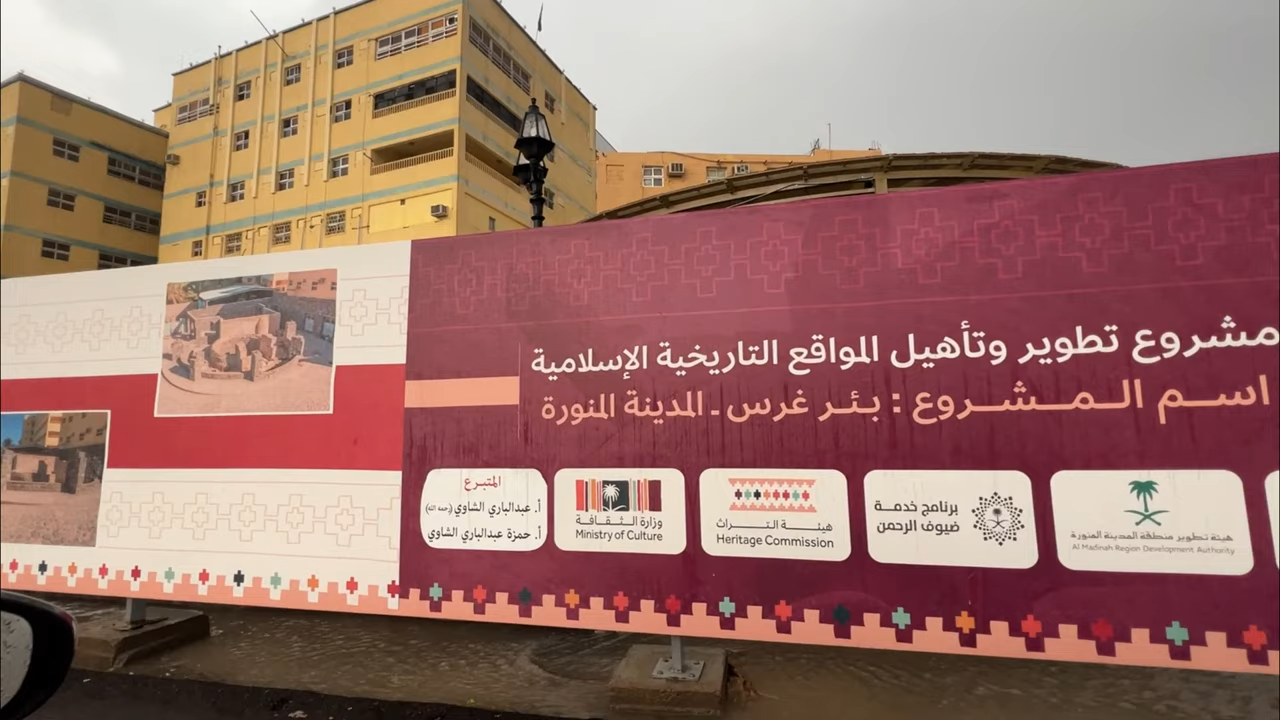 مشروع تطوير وتأهيل المواقع التاريخية الإسلامية
اسم المشروع : بئر غرس - المدينة المنورة
هيئة تطوير منطقة المدينة المنورة
Al Madinah Region Development Authority
برنامج خدمة
ضيوف الرحمن
هيئة التراث
Heritage Commission
وزارة الثقافة
Ministry of Culture
المتبرع
أ. عبدالباري الشاوي (رحمه الله)
أ. حمزة عبدالباري الشاوي